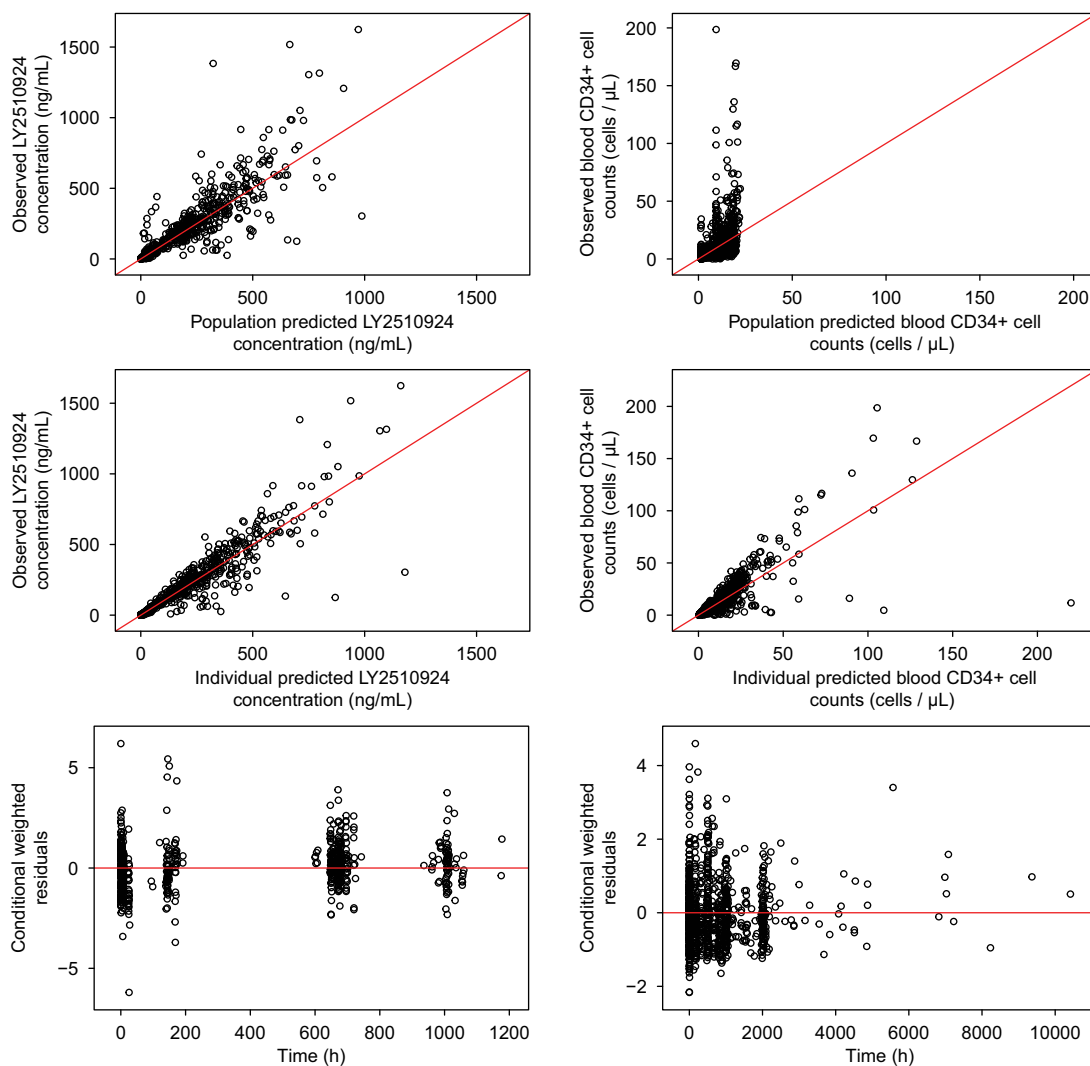 Observed LY2510924
concentration (ng/mL)
1500
1000
500
0
0
500
1000
1500
Population predicted LY2510924
concentration (ng/mL)
Observed blood CD34+ cell
counts (cells / µL)
200
150
100
50
0
0
50
100
150
200
Population predicted blood CD34+ cell
counts (cells / µL)
Observed LY2510924
concentration (ng/mL)
1500
1000
500
0
0
500
1000
1500
Individual predicted LY2510924
concentration (ng/mL)
Observed blood CD34+ cell
counts (cells / µL)
200
150
100
50
0
0
50
100
150
200
Individual predicted blood CD34+ cell
counts (cells / µL)
Conditional weighted
residuals
5
0
−5
0
200
400
600
800
1000
1200
Time (h)
Conditional weighted
residuals
4
2
0
−2
0
2000
4000
6000
8000
10000
Time (h)